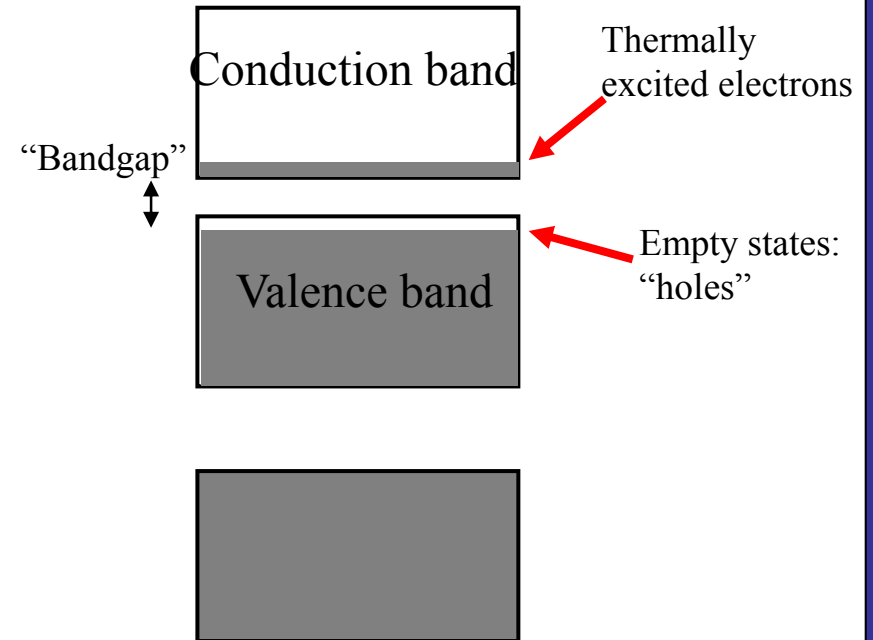 Conduction band
Thermally
excited electrons
“Bandgap”
Empty states:
“holes”
Valence band